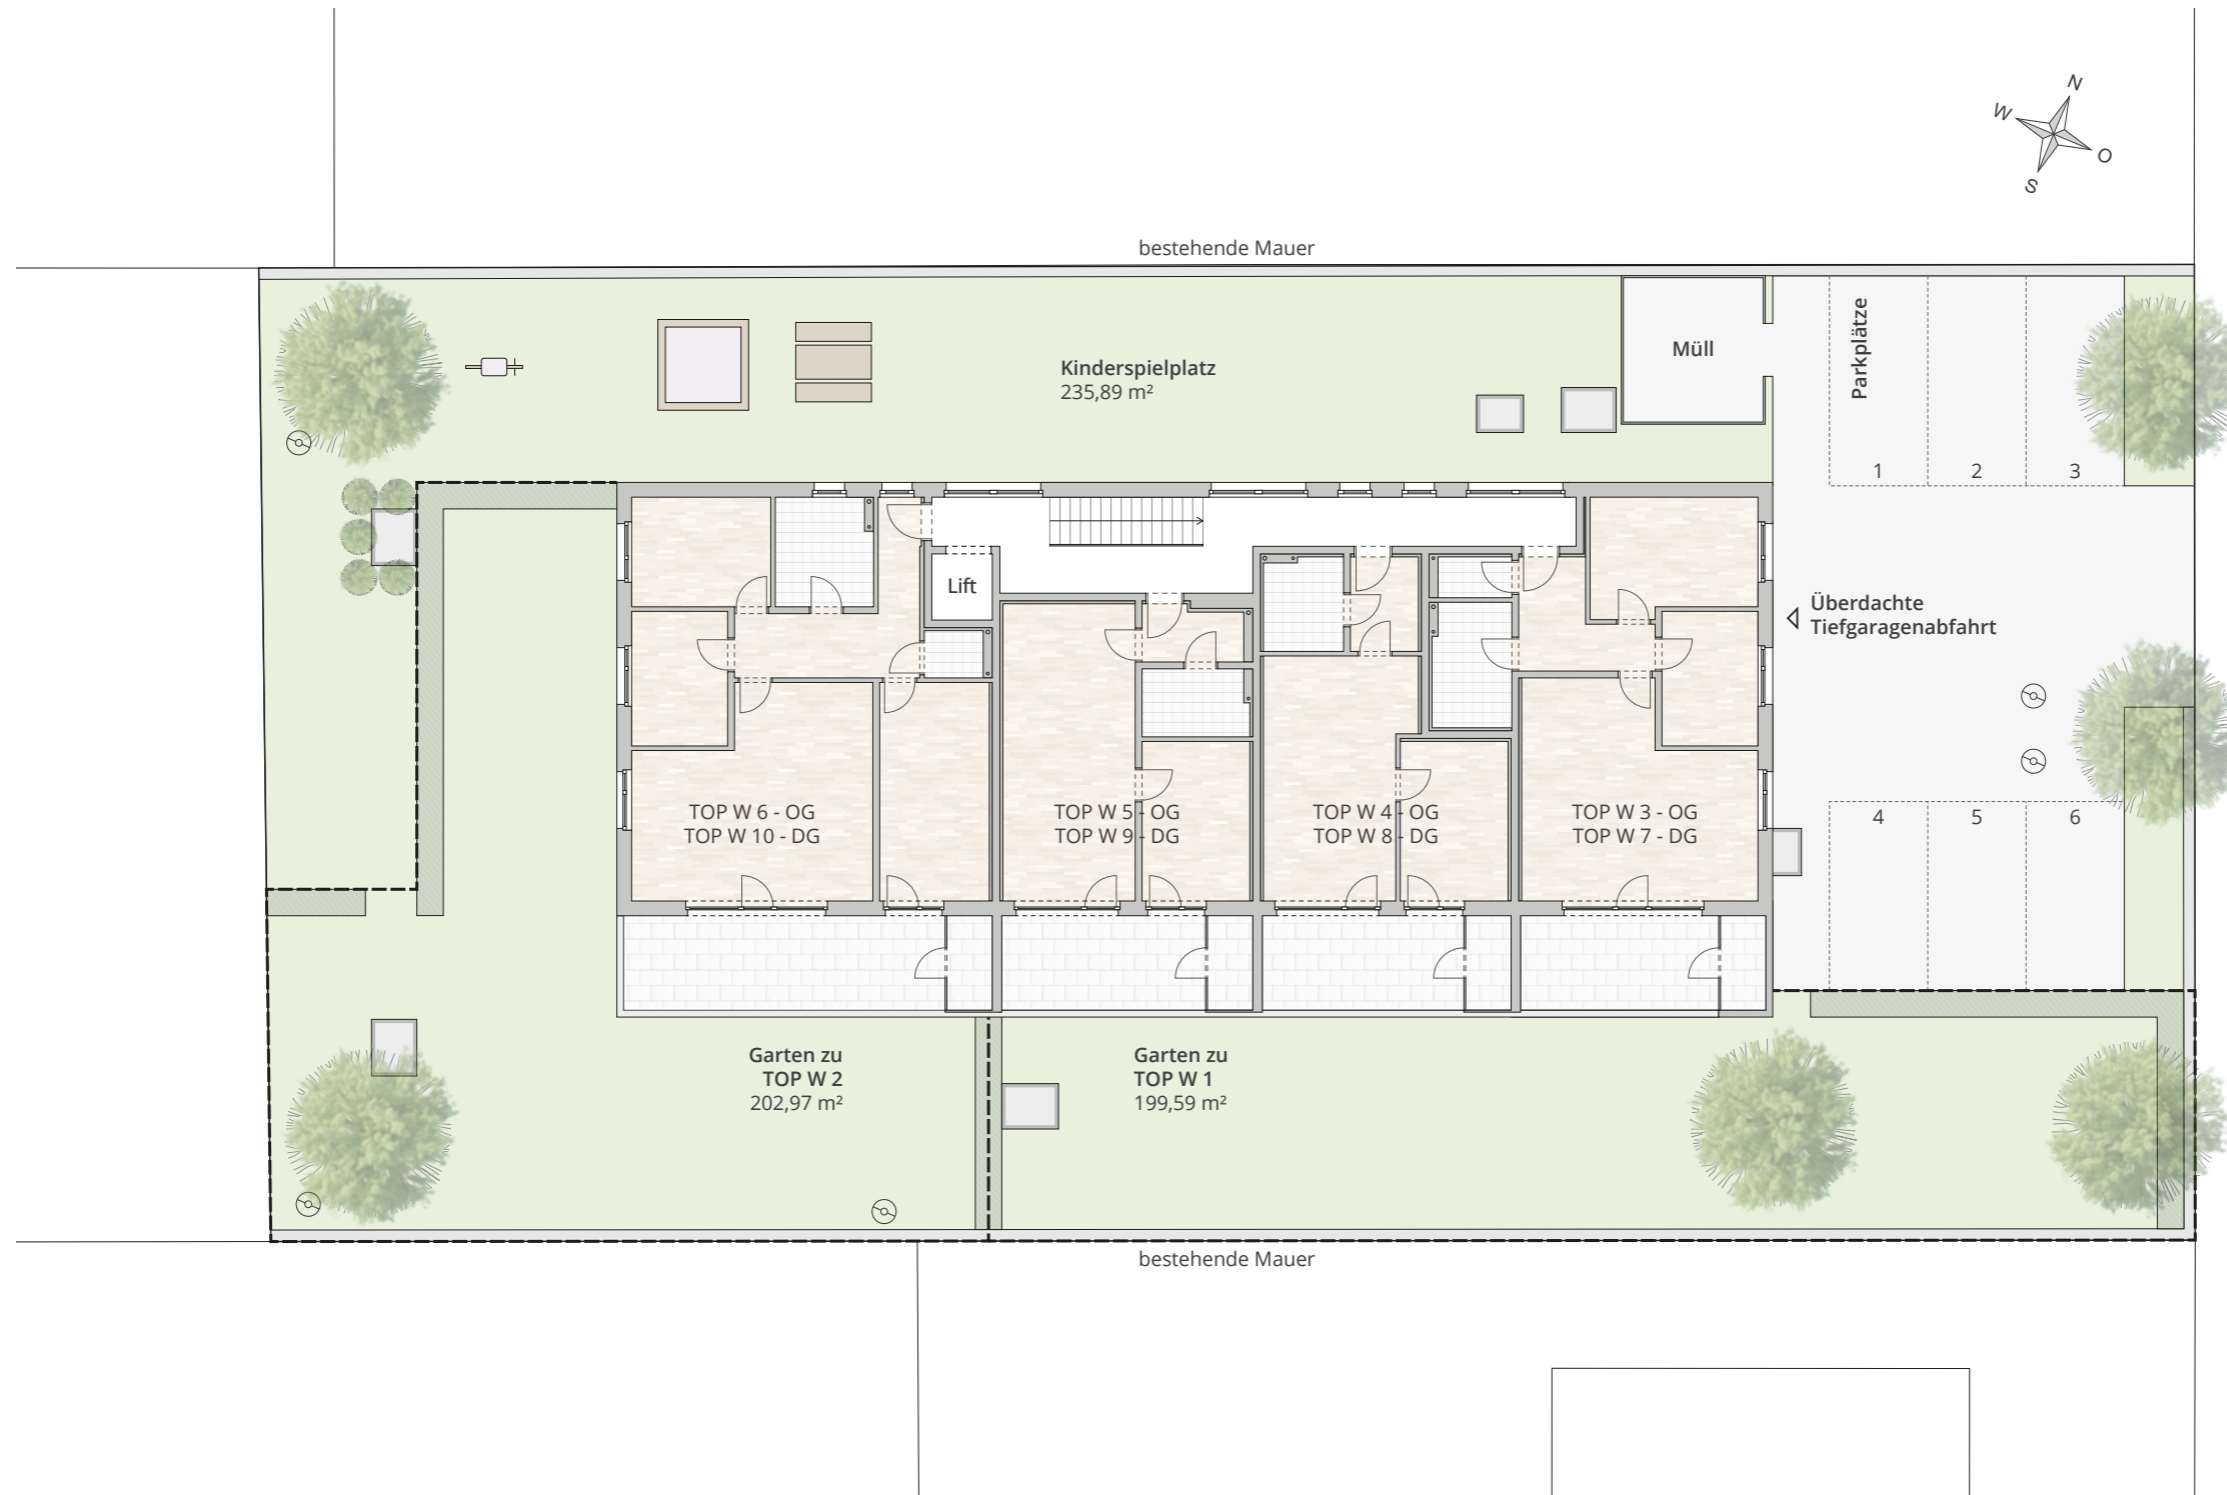 N
W
O
S
bestehende Mauer
Kinderspielplatz
235,89 m²
Müll
Parkplätze
1
2
3
Lift
Überdachte
Tiefgaragenabfahrt
TOP W 6 - OG
TOP W 10 - DG
TOP W 5 - OG
TOP W 9 - DG
TOP W 4 - OG
TOP W 8 - DG
TOP W 3 - OG
TOP W 7 - DG
4
5
6
Garten zu
TOP W 2
202,97 m²
Garten zu
TOP W 1
199,59 m²
bestehende Mauer